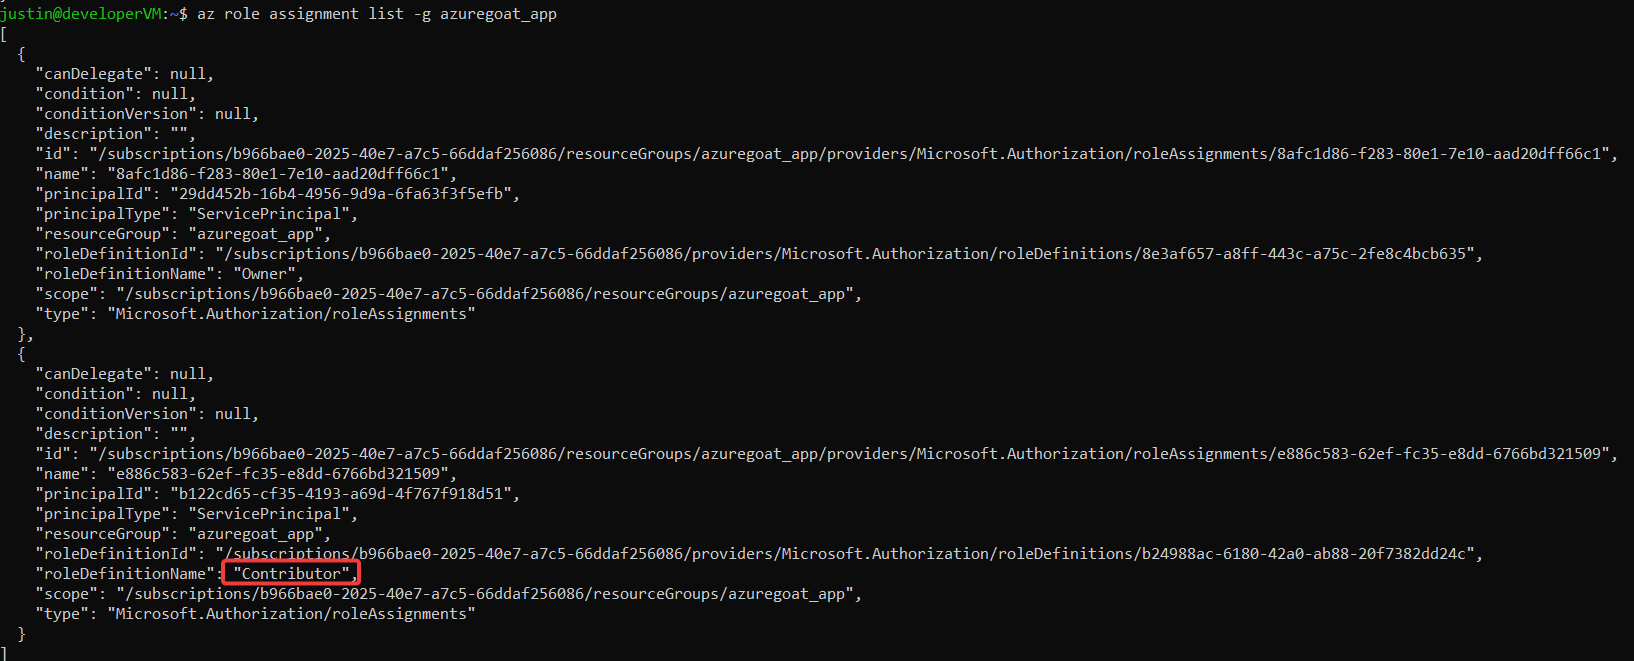 justin@developerVM:~$ az role assignment list -g azuregoat_app
[
  {
    "canDelegate": null,
    "condition": null,
    "conditionVersion": null,
    "description": "",
    "id": "/subscriptions/b966bae0-2025-40e7-a7c5-66ddaf256086/resourceGroups/azuregoat_app/providers/Microsoft.Authorization/roleAssignments/8afc1d86-f283-80e1-7e10-aad20dff66c1",
    "name": "8afc1d86-f283-80e1-7e10-aad20dff66c1",
    "principalId": "29dd452b-16b4-4956-9d9a-6fa63f3f5efb",
    "principalType": "ServicePrincipal",
    "resourceGroup": "azuregoat_app",
    "roleDefinitionId": "/subscriptions/b966bae0-2025-40e7-a7c5-66ddaf256086/providers/Microsoft.Authorization/roleDefinitions/8e3af657-a8ff-443c-a75c-2fe8c4bcb635",
    "roleDefinitionName": "Owner",
    "scope": "/subscriptions/b966bae0-2025-40e7-a7c5-66ddaf256086/resourceGroups/azuregoat_app",
    "type": "Microsoft.Authorization/roleAssignments"
  },
  {
    "canDelegate": null,
    "condition": null,
    "conditionVersion": null,
    "description": "",
    "id": "/subscriptions/b966bae0-2025-40e7-a7c5-66ddaf256086/resourceGroups/azuregoat_app/providers/Microsoft.Authorization/roleAssignments/e886c583-62ef-fc35-e8dd-6766bd321509",
    "name": "e886c583-62ef-fc35-e8dd-6766bd321509",
    "principalId": "b122cd65-cf35-4193-a69d-4f767f918d51",
    "principalType": "ServicePrincipal",
    "resourceGroup": "azuregoat_app",
    "roleDefinitionId": "/subscriptions/b966bae0-2025-40e7-a7c5-66ddaf256086/providers/Microsoft.Authorization/roleDefinitions/b24988ac-6180-42a0-ab88-20f7382dd24c",
    "roleDefinitionName": "Contributor",
    "scope": "/subscriptions/b966bae0-2025-40e7-a7c5-66ddaf256086/resourceGroups/azuregoat_app",
    "type": "Microsoft.Authorization/roleAssignments"
  }
]